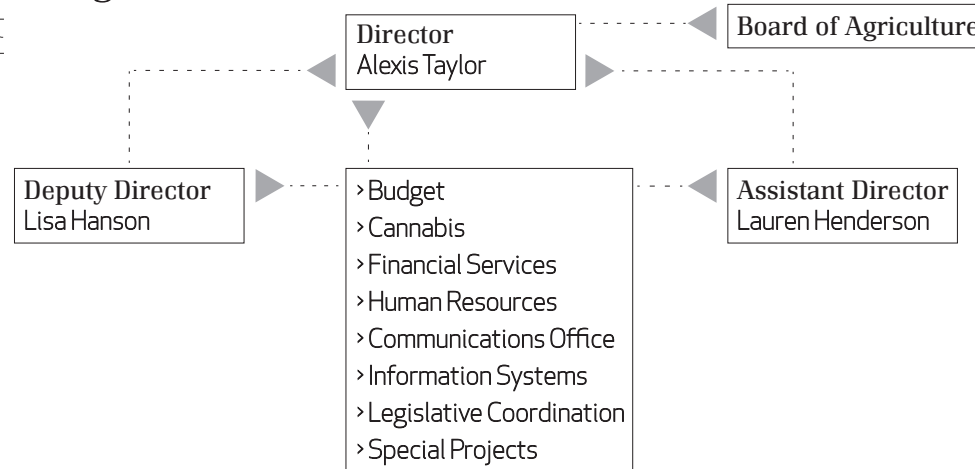 Director
Alexis Taylor
Board of Agriculture
Deputy Director
Lisa Hanson
›Budget
›Cannabis
›Financial Services
›Human Resources
›Communications Office
›Information Systems
›Legislative Coordination
›Special Projects
Assistant Director
Lauren Henderson